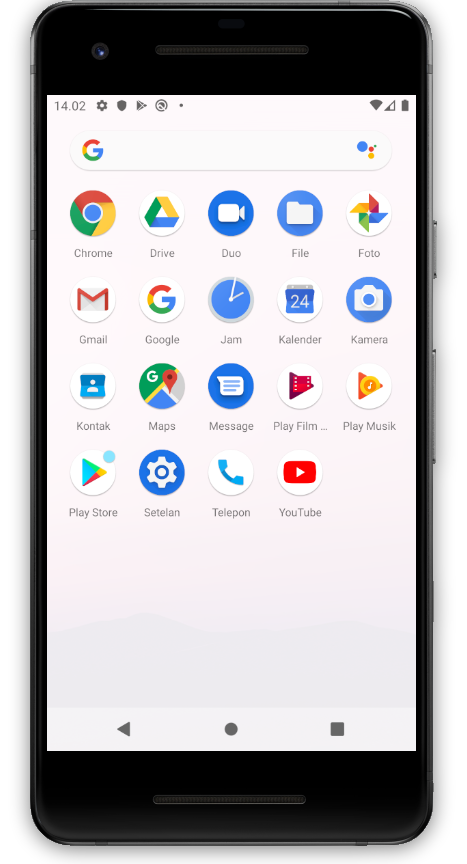 14.02
Chrome Drive Duo File Foto
Gmail Google Jam Kalender Kamera
24
Kontak Maps Message Play Film ... Play Musik
Play Store Setelan Telepon YouTube